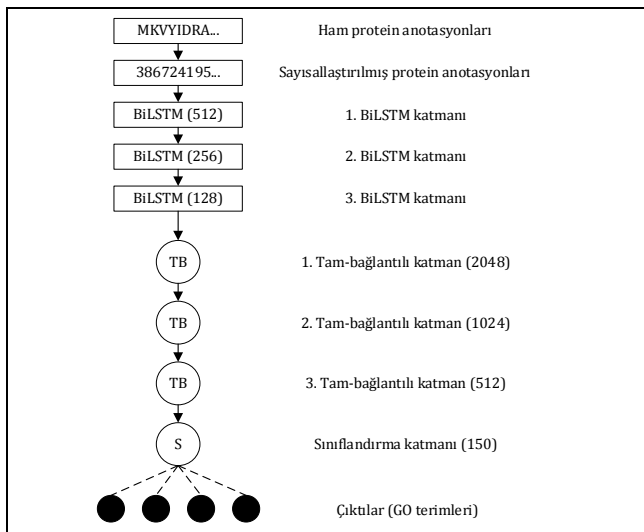 MKVYIDRA... Ham protein anotasyonları
386724195... Sayısallaştırılmış protein anotasyonları
BiLSTM (512) 1. BiLSTM katmanı
BiLSTM (256) 2. BiLSTM katmanı
BiLSTM (128) 3. BiLSTM katmanı
TB 1. Tam-bağlantılı katman (2048)
TB 2. Tam-bağlantılı katman (1024)
TB 3. Tam-bağlantılı katman (512)
S Sınıflandırma katmanı (150)
Çıktılar (GO terimleri)